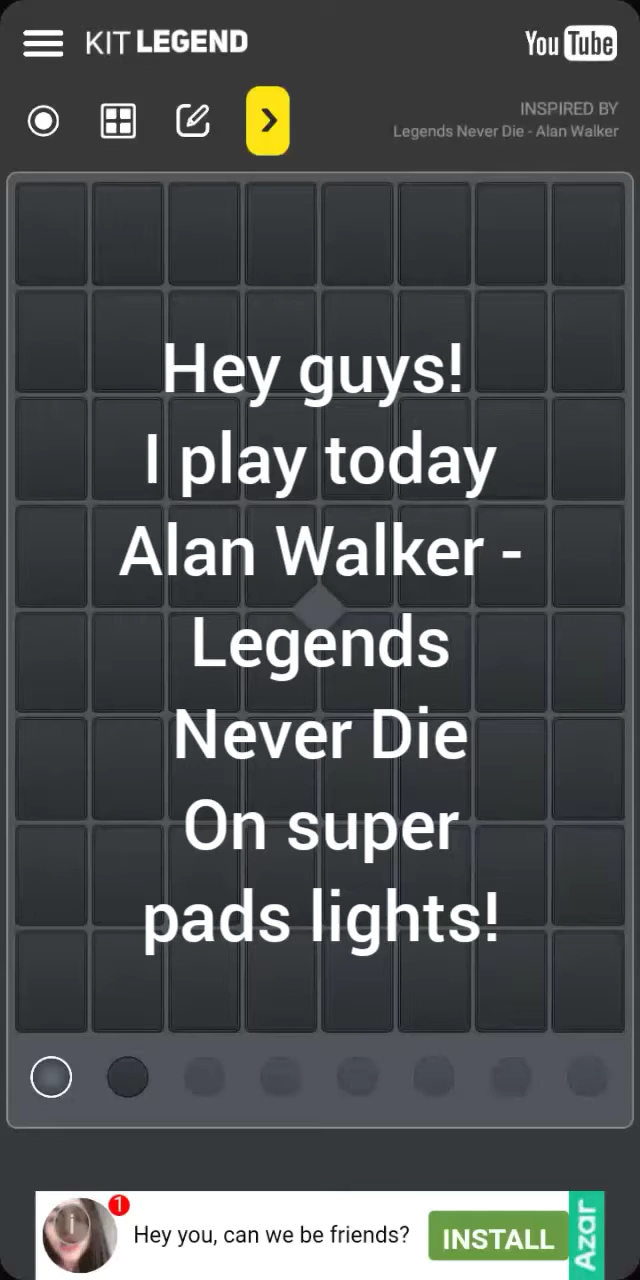 KIT LEGEND
You Tube
INSPIRED BY
Legends Never Die - Alan Walker
Hey guys!
I play today
Alan Walker -
Legends
Never Die
On super
pads lights!
1
Hey you, can we be friends?
INSTALL
Azar